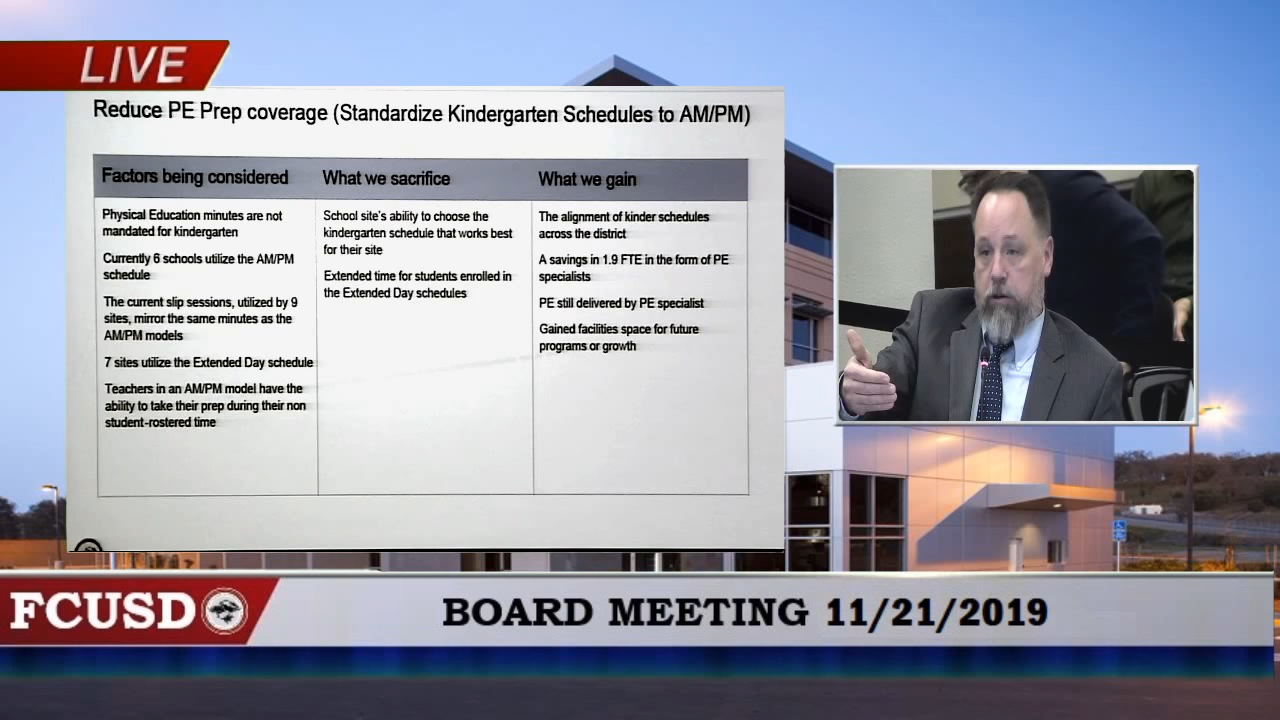 LIVE
Reduce PE Prep coverage (Standardize Kindergarten Schedules to AM/PM)
Factors being considered
Physical Education minutes are not
mandated for kindergarten
Currently 6 schools utilize the AM/PM
schedule
The current slip sessions, utilized by 9
sites, mirror the same minutes as the
AM/PM models
7 sites utilize the Extended Day schedule
Teachers in an AM/PM model have the
ability to take their prep during their non
student-rostered time
What we sacrifice
School site's ability to choose the
kindergarten schedule that works best
for their site
Extended time for students enrolled in
the Extended Day schedules
What we gain
The alignment of kinder schedules
across the district
A savings in 1.9 FTE in the form of PE
specialists
PE still delivered by PE specialist
Gained facilities space for future
programs or growth
FCUSD
BOARD MEETING 11/21/2019